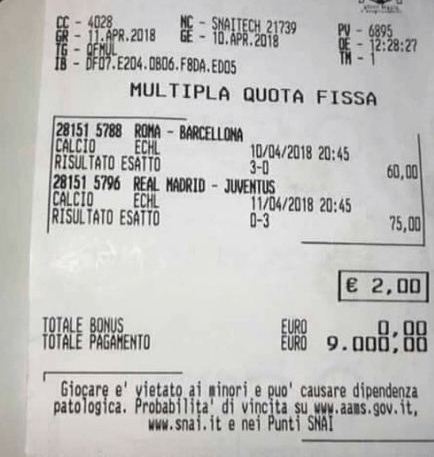 CC - 4028 NC - SNAITECH 21739 PV - 6895
GR - 11.APR.2018 GE - 10.APR.2018 OE - 12:28:27
TG - QFMUL TM - 1
IB - DF07.E204.0B06.F8DA.ED05
MULTIPLA QUOTA FISSA
28151 5788 ROMA - BARCELLONA
CALCIO ECHL 10/04/2018 20:45
RISULTATO ESATTO 3-0 60,00
28151 5796 REAL MADRID - JUVENTUS
CALCIO ECHL 11/04/2018 20:45
RISULTATO ESATTO 0-3 75,00
€ 2,00
TOTALE BONUS EURO 0,00
TOTALE PAGAMENTO EURO 9.000,00
Giocare e' vietato ai minori e puo' causare dipendenza
patologica. Probabilita' di vincita su www.aams.gov.it,
www.snai.it e nei Punti SNAI